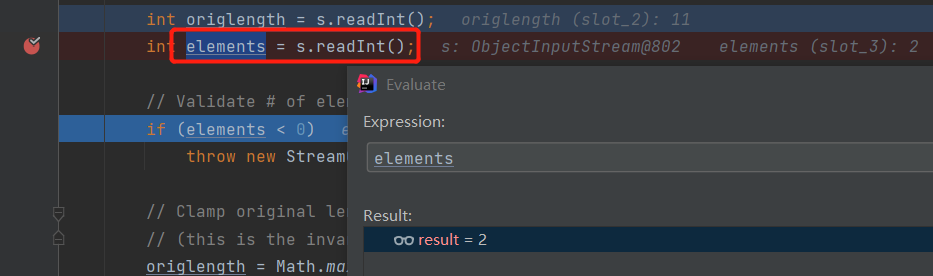 int origlength = s.readInt(); origlength (slot_2): 11
int elements = s.readInt(); s: ObjectInputStream@802 elements (slot_3): 2
// Validate # of ele
if (elements < 0) e
throw new Stream
Evaluate
Expression:
elements
// Clamp original le
// (this is the inva
origlength = Math.ma
Result:
result = 2